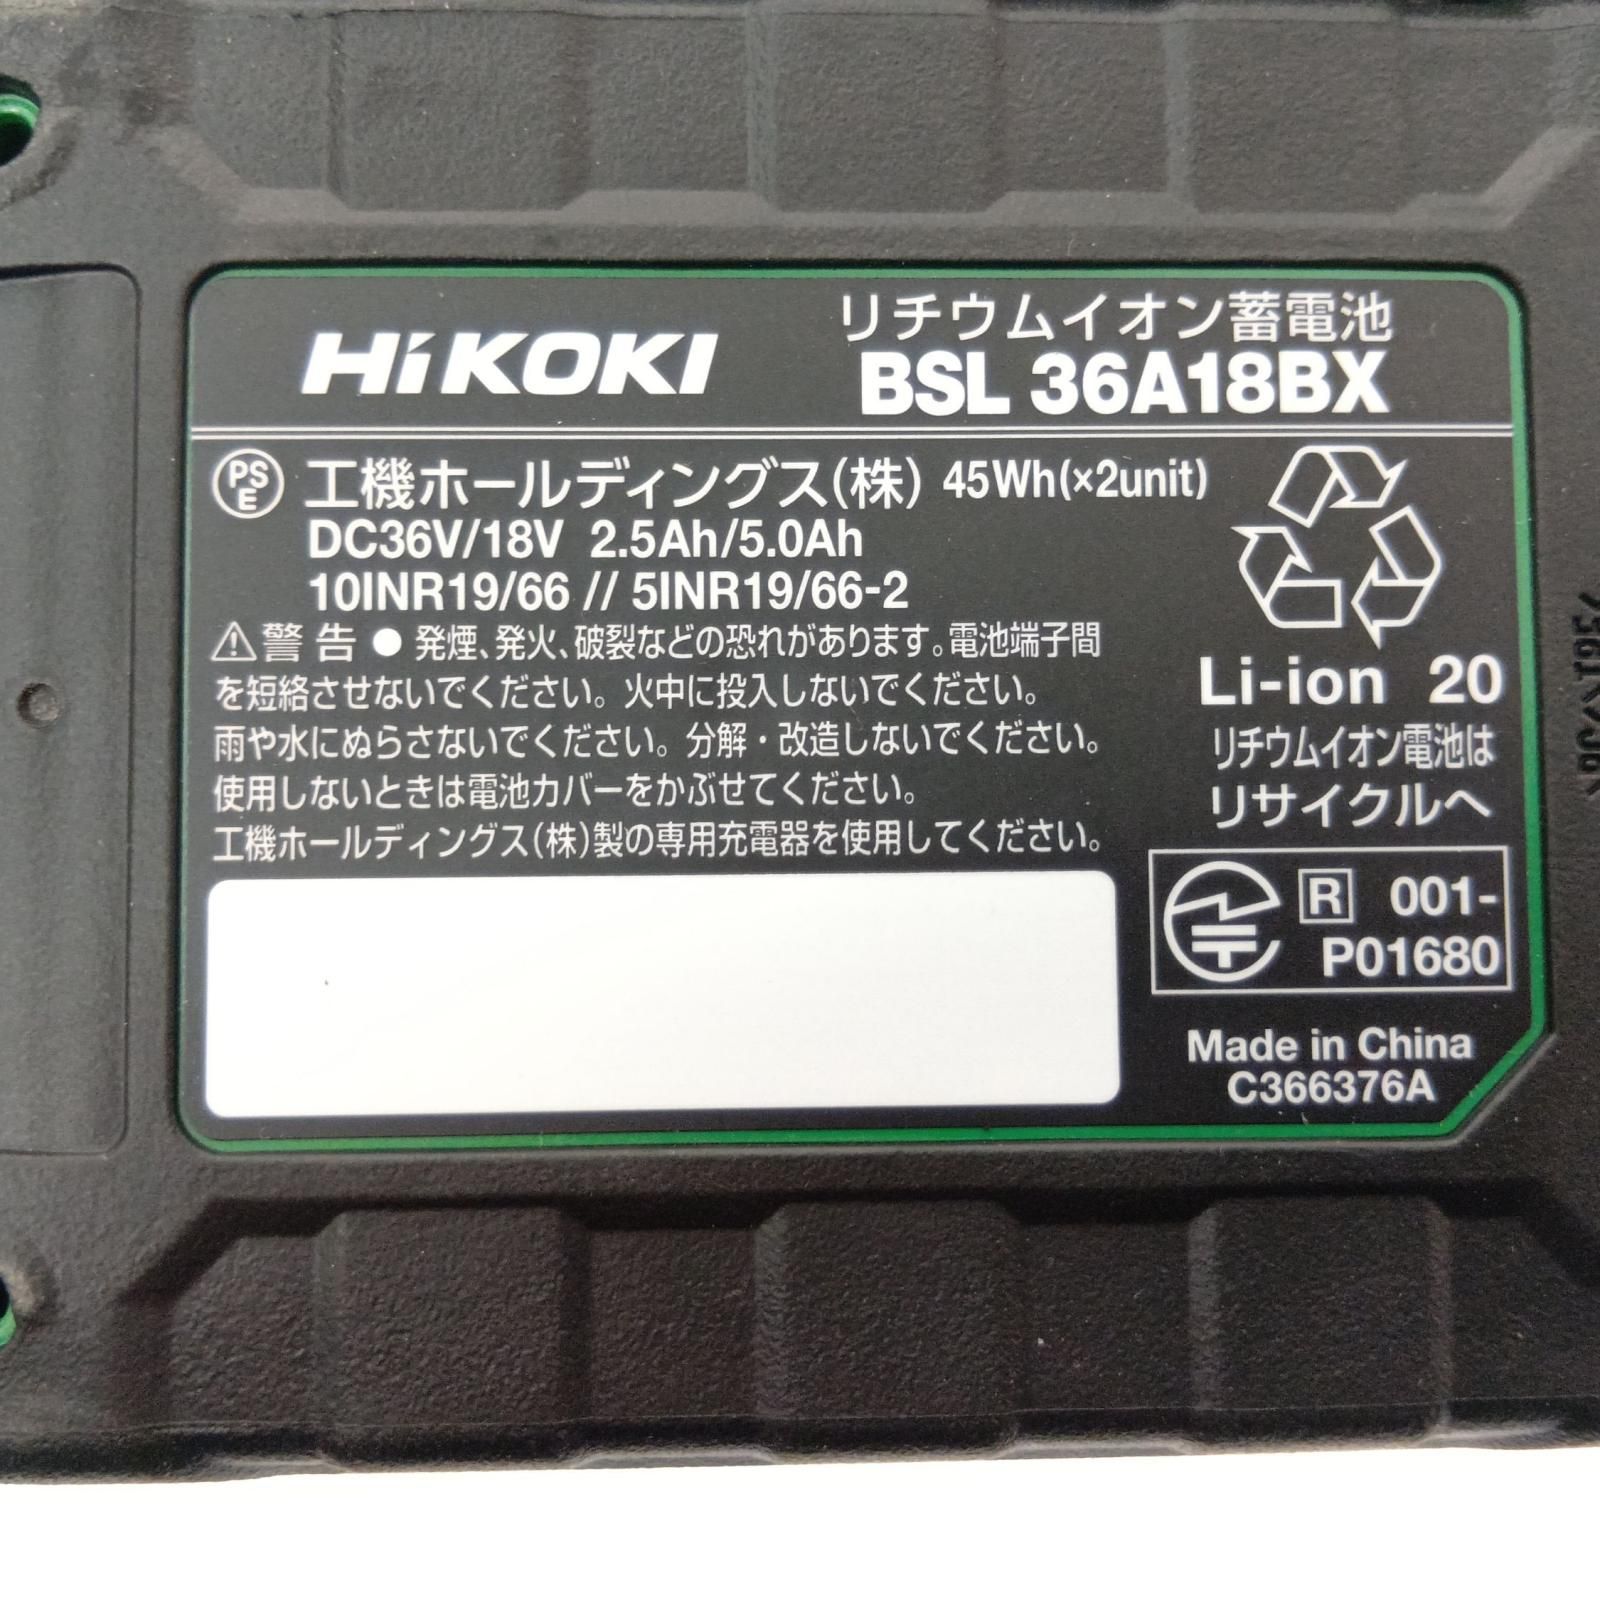 HiKOKI
リチウムイオン蓄電池
BSL 36A18BX
PSE
工機ホールディングス(株) 45Wh(×2unit)
DC36V/18V 2.5Ah/5.0Ah
10INR19/66 // 5INR19/66-2
⚠警告 ● 発煙、発火、破裂などの恐れがあります。電池端子間
を短絡させないでください。火中に投入しないでください。
雨や水にぬらさないでください。分解・改造しないでください。
使用しないときは電池カバーをかぶせてください。
工機ホールディングス(株)製の専用充電器を使用してください。
Li-ion 20
リチウムイオン電池は
リサイクルへ
R 001-
P01680
Made in China
C366376A